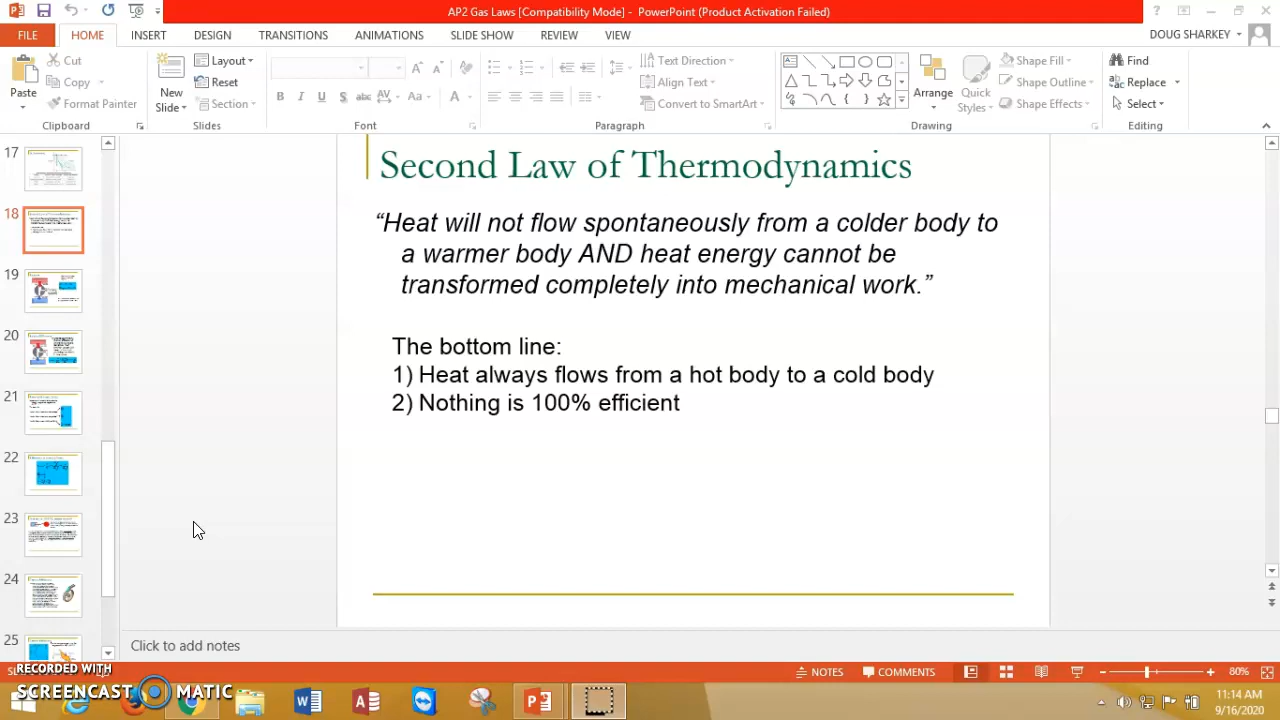 AP2 Gas Laws [Compatibility Mode] - PowerPoint (Product Activation Failed)
FILE HOME INSERT DESIGN TRANSITIONS ANIMATIONS SLIDE SHOW REVIEW VIEW DOUG SHARKEY
Paste
Cut
Copy
Format Painter
Clipboard
New
Slide
Layout
Reset
Section
Slides
B I U S abc AV Aa A
Font
Text Direction
Align Text
Convert to SmartArt
Paragraph
Arrange
Quick
Styles
Shape Fill
Shape Outline
Shape Effects
Drawing
Find
Replace
Select
Editing
17
18
19
20
21
22
23
24
25
Second Law of Thermodynamics
“Heat will not flow spontaneously from a colder body to
a warmer body AND heat energy cannot be
transformed completely into mechanical work.”
The bottom line:
1) Heat always flows from a hot body to a cold body
2) Nothing is 100% efficient
Click to add notes
NOTES COMMENTS 80%
RECORDED WITH
SCREENCAST MATIC
11:14 AM
9/16/2020